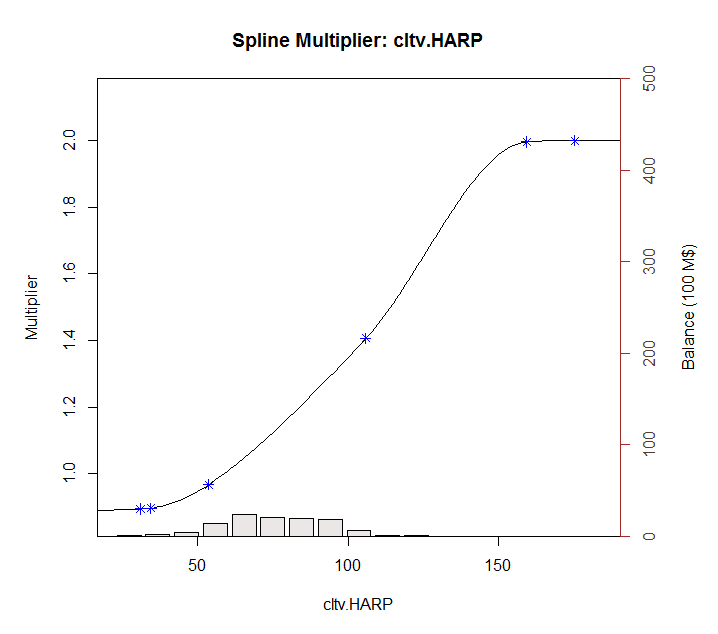 Spline Multiplier: cltv.HARP
Multiplier
1.0 1.2 1.4 1.6 1.8 2.0
0 100 200 300 400 500
Balance (100 M$)
50 100 150
cltv.HARP